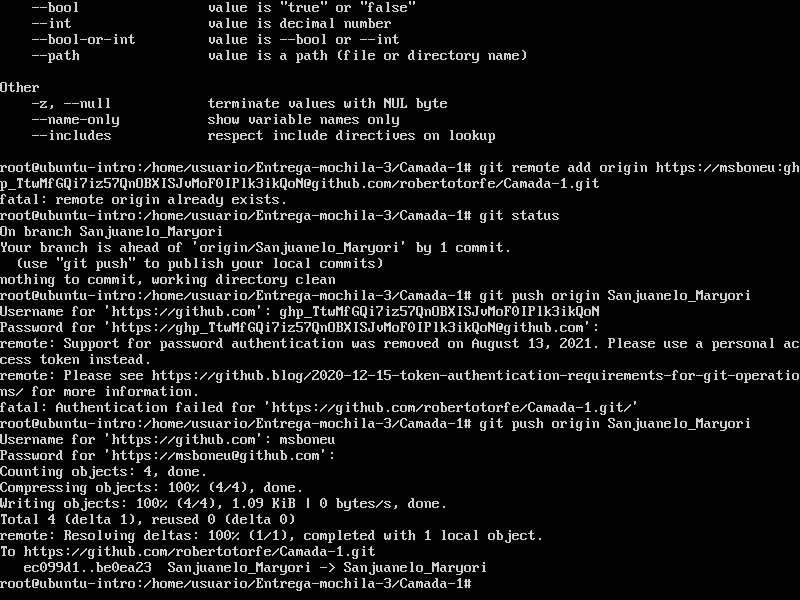 --bool value is "true" or "false"
--int value is decimal number
--bool-or-int value is --bool or --int
--path value is a path (file or directory name)
Other
-z, --null terminate values with NUL byte
--name-only show variable names only
--includes respect include directives on lookup
root@ubuntu-intro:/home/usuario/Entrega-mochila-3/Camada-1# git remote add origin https://msboneu:gh
p_TtwMfGQi7iz57QnOBXISJvMoF0IPlk3ikQoN@github.com/robertotorfe/Camada-1.git
fatal: remote origin already exists.
root@ubuntu-intro:/home/usuario/Entrega-mochila-3/Camada-1# git status
On branch Sanjuanelo_Maryori
Your branch is ahead of 'origin/Sanjuanelo_Maryori' by 1 commit.
(use "git push" to publish your local commits)
nothing to commit, working directory clean
root@ubuntu-intro:/home/usuario/Entrega-mochila-3/Camada-1# git push origin Sanjuanelo_Maryori
Username for 'https://github.com': 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
Password for 'https://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@github.com':
remote: Support for password authentication was removed on August 13, 2021. Please use a personal ac
cess token instead.
remote: Please see https://github.blog/2020-12-15-token-authentication-requirements-for-git-operatio
ns/ for more information.
fatal: Authentication failed for 'https://github.com/robertotorfe/Camada-1.git/'
root@ubuntu-intro:/home/usuario/Entrega-mochila-3/Camada-1# git push origin Sanjuanelo_Maryori
Username for 'https://github.com': msboneu
Password for 'https://msboneu@github.com':
Counting objects: 4, done.
Compressing objects: 100% (4/4), done.
Writing objects: 100% (4/4), 1.09 KiB | 0 bytes/s, done.
Total 4 (delta 1), reused 0 (delta 0)
remote: Resolving deltas: 100% (1/1), completed with 1 local object.
To https://github.com/robertotorfe/Camada-1.git
ec099d1..be0ea23 Sanjuanelo_Maryori -> Sanjuanelo_Maryori
root@ubuntu-intro:/home/usuario/Entrega-mochila-3/Camada-1#